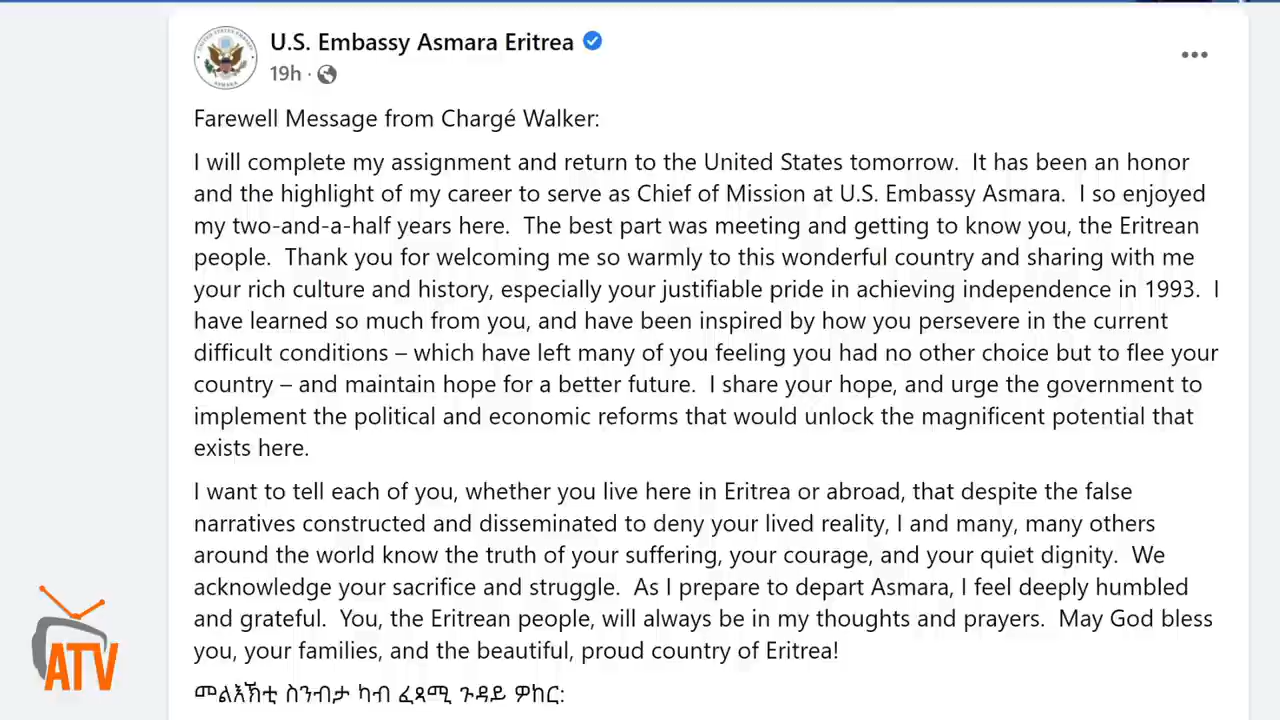 U.S. Embassy Asmara Eritrea
19h ·
Farewell Message from Chargé Walker:
I will complete my assignment and return to the United States tomorrow.  It has been an honor
and the highlight of my career to serve as Chief of Mission at U.S. Embassy Asmara.  I so enjoyed
my two-and-a-half years here.  The best part was meeting and getting to know you, the Eritrean
people.  Thank you for welcoming me so warmly to this wonderful country and sharing with me
your rich culture and history, especially your justifiable pride in achieving independence in 1993.  I
have learned so much from you, and have been inspired by how you persevere in the current
difficult conditions – which have left many of you feeling you had no other choice but to flee your
country – and maintain hope for a better future.  I share your hope, and urge the government to
implement the political and economic reforms that would unlock the magnificent potential that
exists here.
I want to tell each of you, whether you live here in Eritrea or abroad, that despite the false
narratives constructed and disseminated to deny your lived reality, I and many, many others
around the world know the truth of your suffering, your courage, and your quiet dignity.  We
acknowledge your sacrifice and struggle.  As I prepare to depart Asmara, I feel deeply humbled
and grateful.  You, the Eritrean people, will always be in my thoughts and prayers.  May God bless
you, your families, and the beautiful, proud country of Eritrea!
መልእኽቲ ስንብታ ካብ ፈጻሚ ጉዳይ ዎከር:
ATV